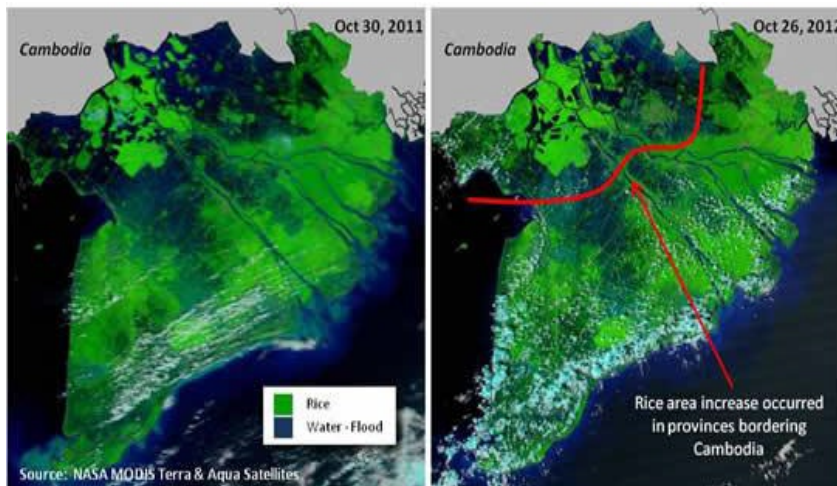 Cambodia
Oct 30, 2011
Rice
Water - Flood
Source: NASA MODIS Terra & Aqua Satellites
Cambodia
Oct 26, 2012
Rice area increase occurred
in provinces bordering
Cambodia